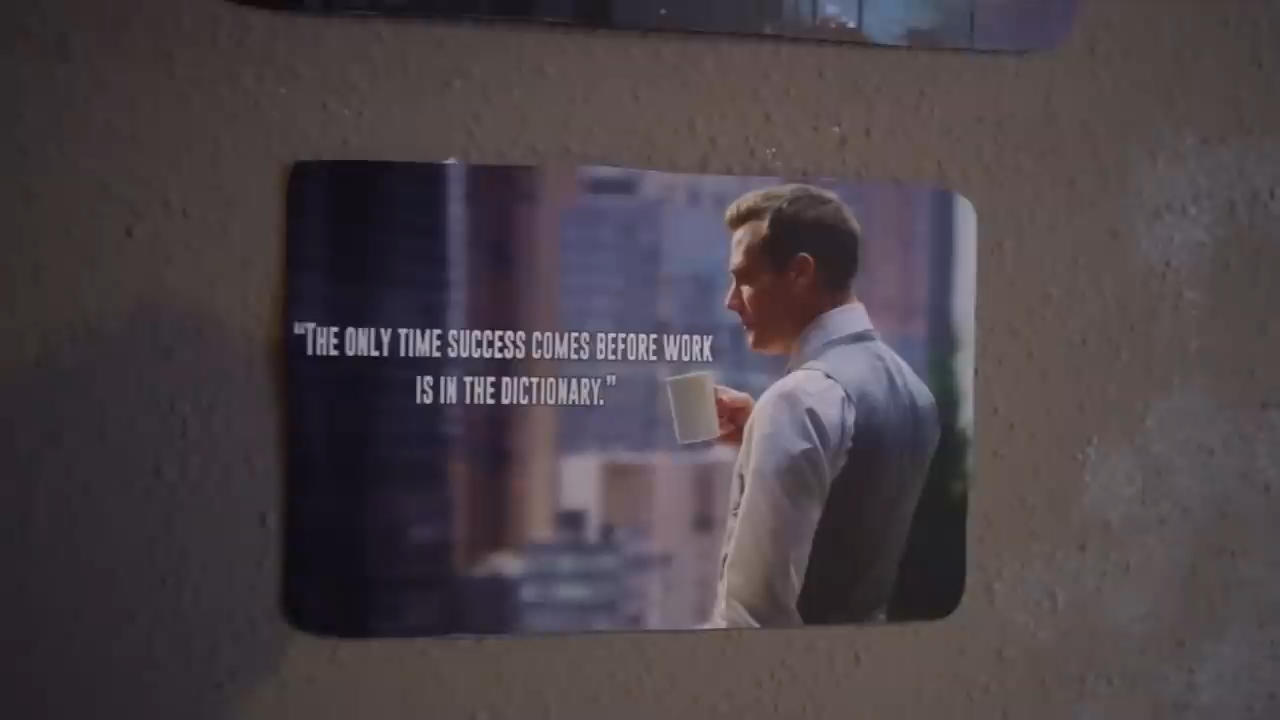 “The only time success comes before work
is in the dictionary.”